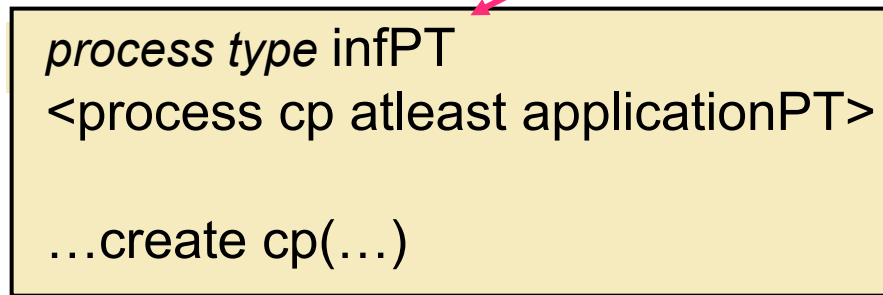 process type infPT
<process cp atleast applicationPT>
…create cp(…)